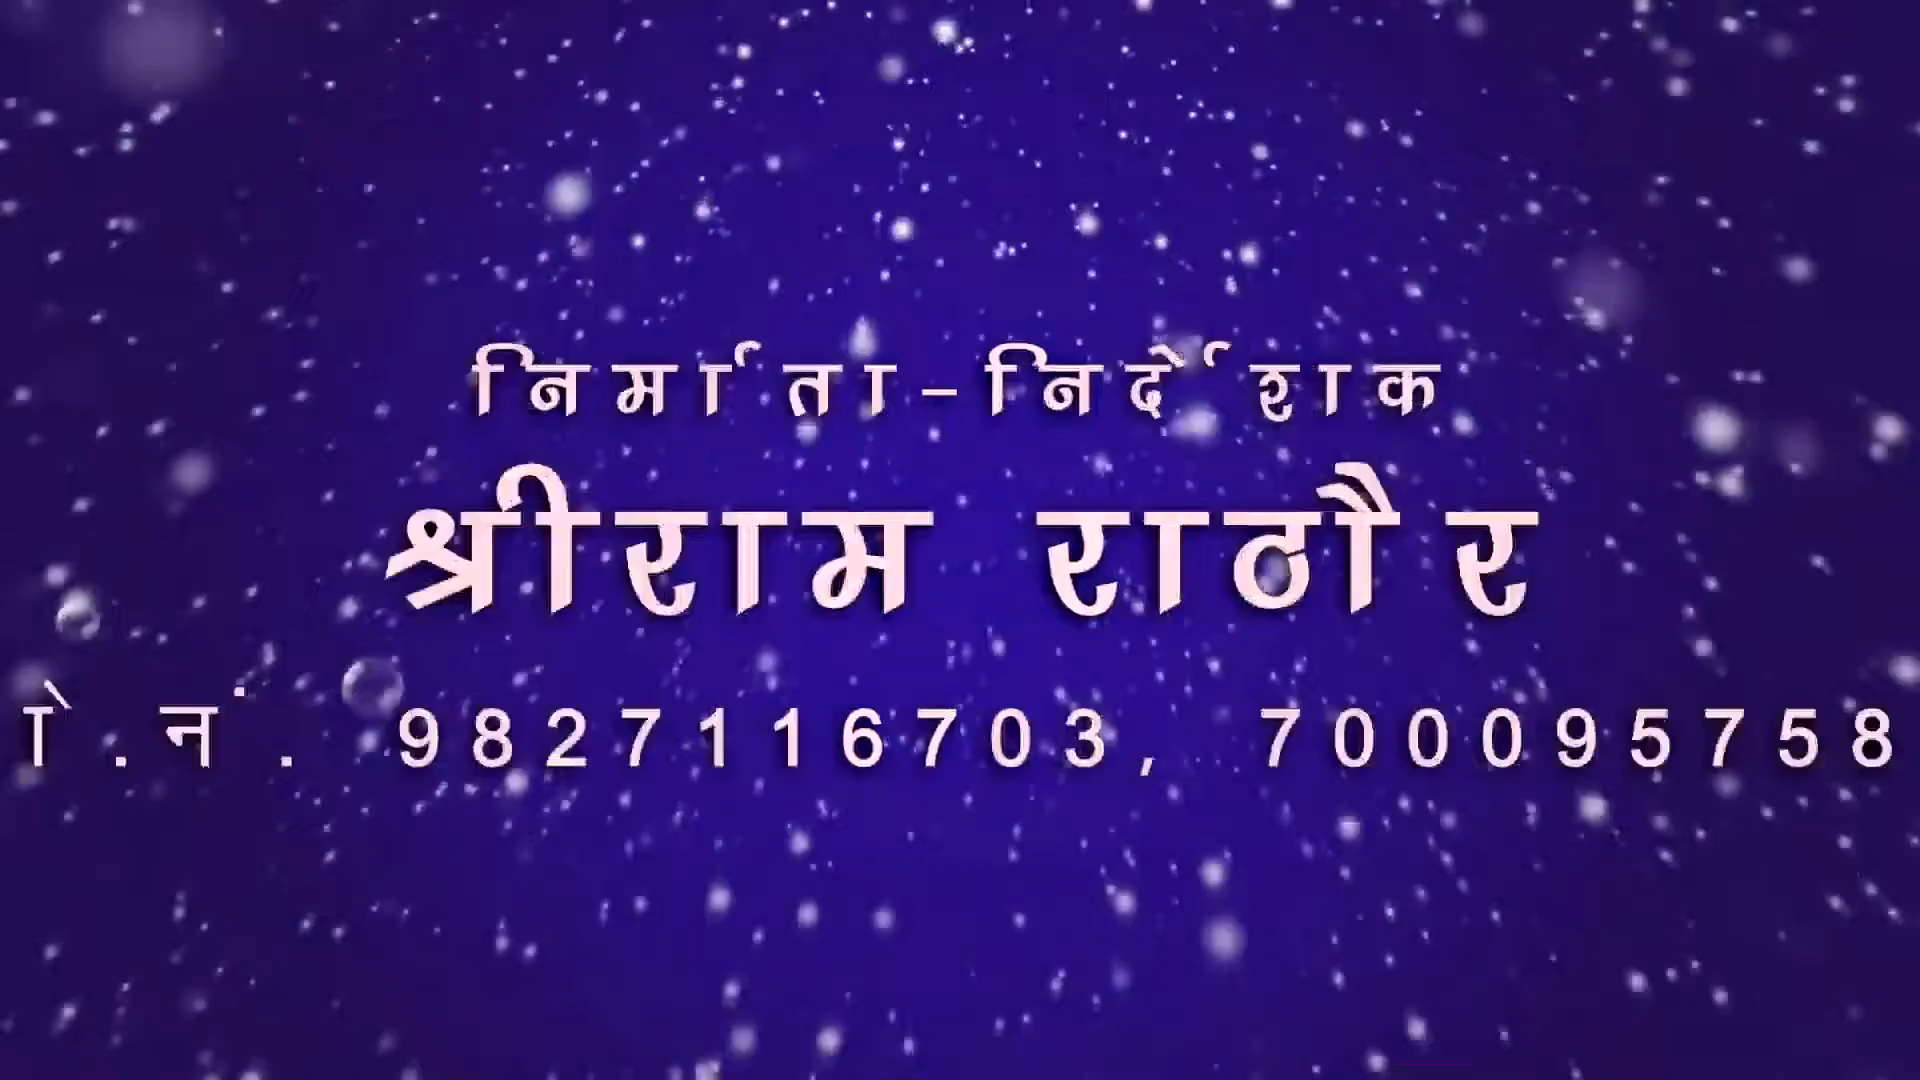 निर्माता-निर्देशक
श्रीराम राठौर
ो.नं. 9827116703, 700095758